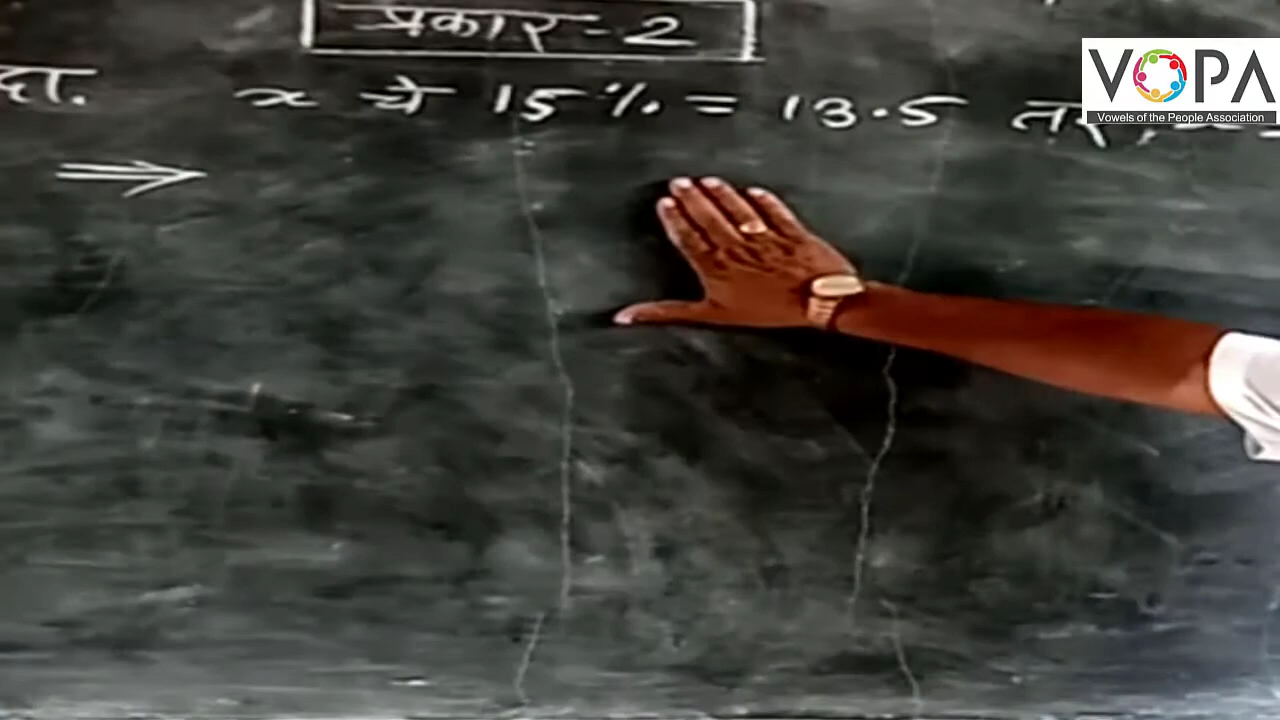 प्रकार - 2
दा. x चे 15 % = 13.5 तर, x =
⇒
VOPA
Vowels of the People Association